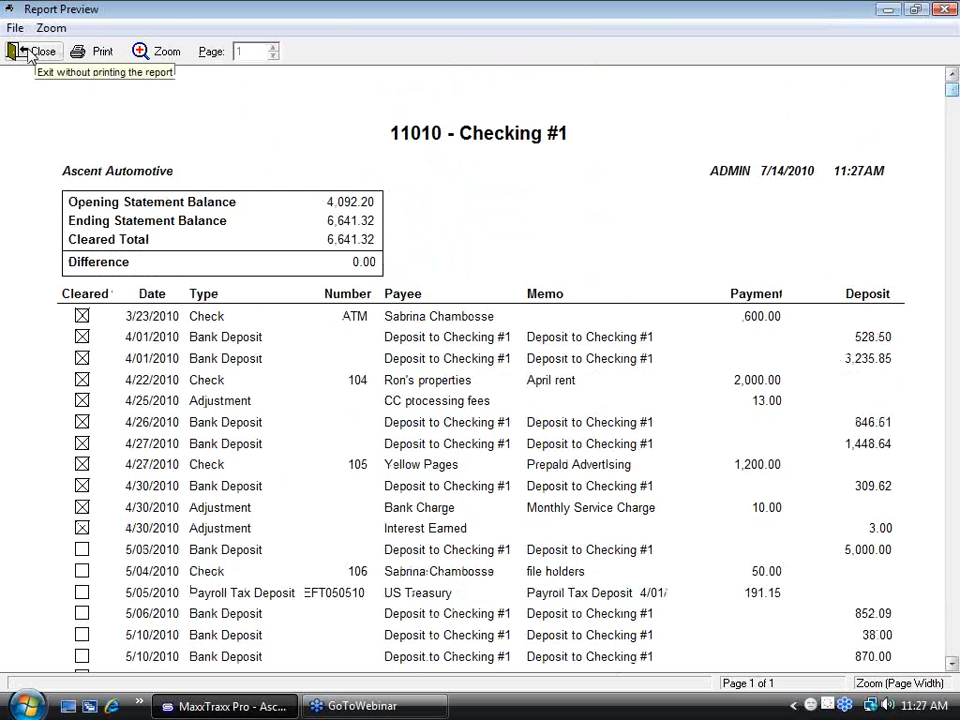 Report Preview
File Zoom
Close Print Zoom Page: 1
Exit without printing the report
11010 - Checking #1
Ascent Automotive ADMIN 7/14/2010 11:27AM
Opening Statement Balance 4,092.20
Ending Statement Balance 6,641.32
Cleared Total 6,641.32
Difference 0.00
Cleared Date Type Number Payee Memo Payment Deposit
3/23/2010 Check ATM Sabrina Chambosse 600.00
4/01/2010 Bank Deposit Deposit to Checking #1 Deposit to Checking #1 528.50
4/01/2010 Bank Deposit Deposit to Checking #1 Deposit to Checking #1 3,235.85
4/22/2010 Check 104 Ron's properties April rent 2,000.00
4/25/2010 Adjustment CC processing fees 13.00
4/26/2010 Bank Deposit Deposit to Checking #1 Deposit to Checking #1 646.61
4/27/2010 Bank Deposit Deposit to Checking #1 Deposit to Checking #1 1,448.64
4/27/2010 Check 105 Yellow Pages Prepaid Advertising 1,200.00
4/30/2010 Bank Deposit Deposit to Checking #1 Deposit to Checking #1 309.62
4/30/2010 Adjustment Bank Charge Monthly Service Charge 10.00
4/30/2010 Adjustment Interest Earned 3.00
5/03/2010 Bank Deposit Deposit to Checking #1 Deposit to Checking #1 5,000.00
5/04/2010 Check 106 Sabrina Chambosse file holders 50.00
5/05/2010 Payroll Tax Deposit EFT050510 US Treasury Payroll Tax Deposit 4/01/ 191.15
5/06/2010 Bank Deposit Deposit to Checking #1 Deposit to Checking #1 852.09
5/10/2010 Bank Deposit Deposit to Checking #1 Deposit to Checking #1 38.00
5/10/2010 Bank Deposit Deposit to Checking #1 Deposit to Checking #1 870.00
Page 1 of 1 Zoom (Page Width)
MaxxTraxx Pro - Asc... GoToWebinar 11:27 AM